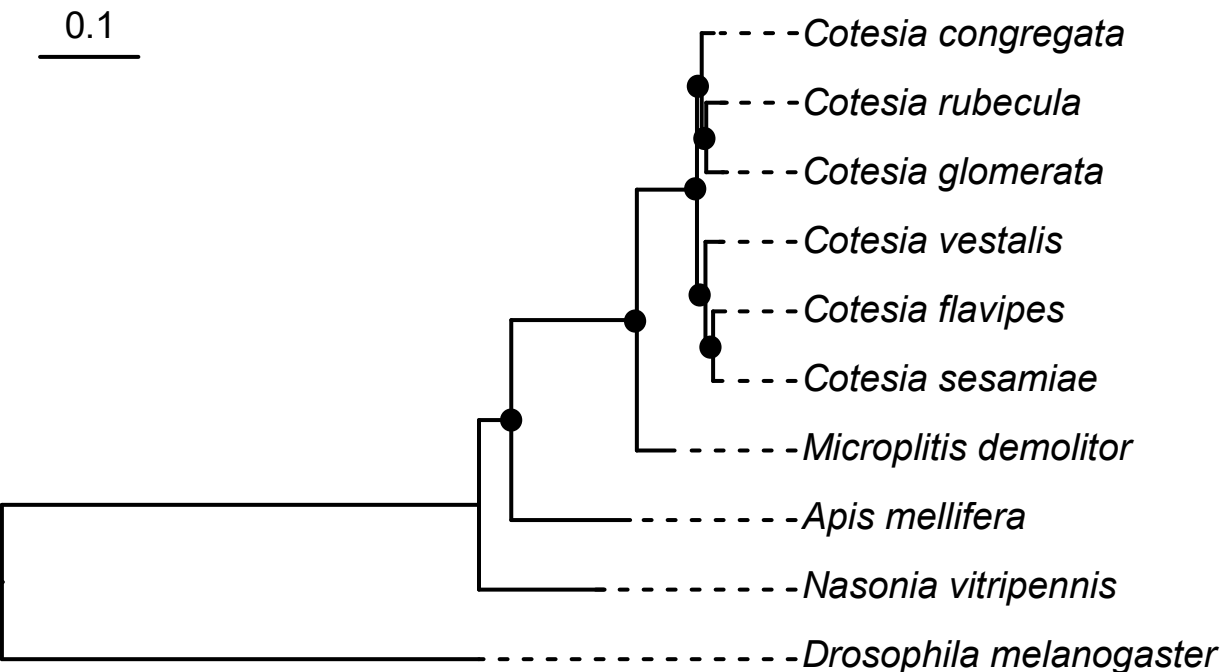 0.1
Cotesia congregata
Cotesia rubecula
Cotesia glomerata
Cotesia vestalis
Cotesia flavipes
Cotesia sesamiae
Microplitis demolitor
Apis mellifera
Nasonia vitripennis
Drosophila melanogaster